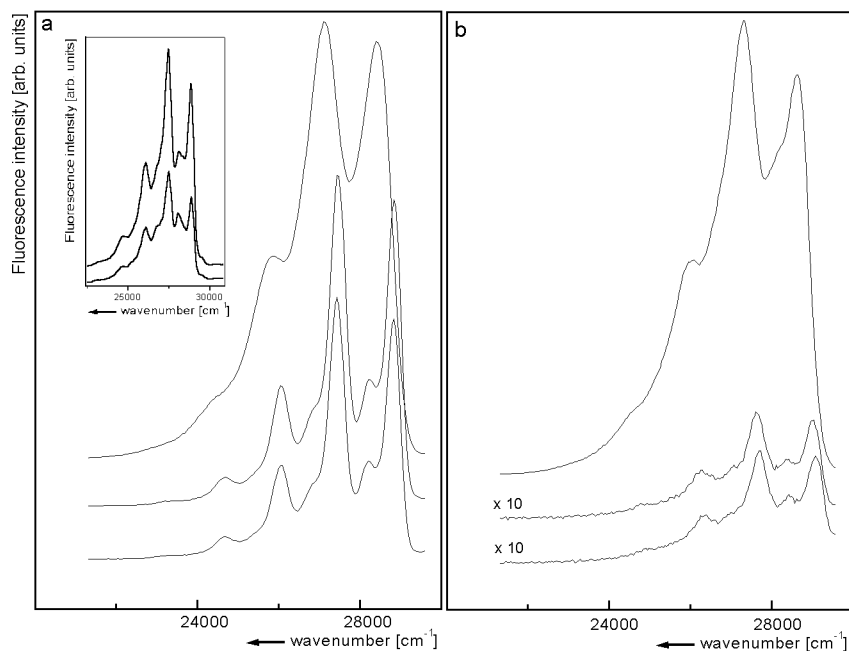 a
Fluorescence intensity [arb. units]
Fluorescence intensity [arb. units]
25000 30000
wavenumber [cm-1]
24000 28000
wavenumber [cm-1]
b
x 10
x 10
24000 28000
wavenumber [cm-1]